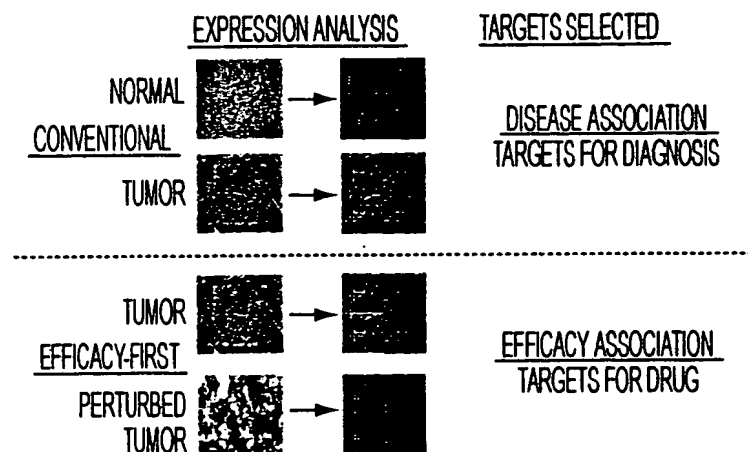 EXPRESSION ANALYSIS TARGETS SELECTED
NORMAL
CONVENTIONAL
TUMOR
DISEASE ASSOCIATION
TARGETS FOR DIAGNOSIS
TUMOR
EFFICACY-FIRST
PERTURBED
TUMOR
EFFICACY ASSOCIATION
TARGETS FOR DRUG